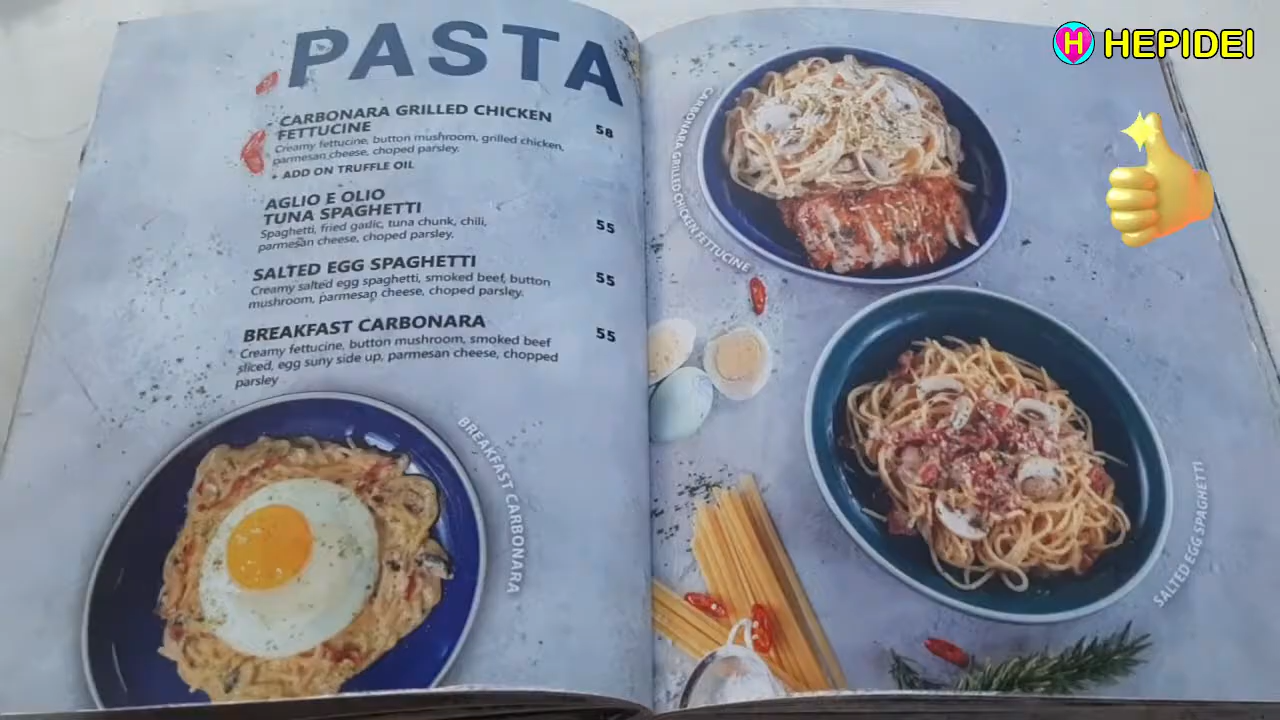 PASTA
CARBONARA GRILLED CHICKEN
FETTUCINE
58
Creamy fettucine, button mushroom, grilled chicken,
parmesan cheese, choped parsley.
• ADD ON TRUFFLE OIL
AGLIO E OLIO
TUNA SPAGHETTI
55
Spaghetti, fried garlic, tuna chunk, chili,
parmesan cheese, choped parsley.
SALTED EGG SPAGHETTI
55
Creamy salted egg spaghetti, smoked beef, button
mushroom, parmesan cheese, choped parsley.
BREAKFAST CARBONARA
55
Creamy fettucine, button mushroom, smoked beef
sliced, egg suny side up, parmesan cheese, chopped
parsley
BREAKFAST CARBONARA
CARBONARA GRILLED CHICKEN FETTUCINE
SALTED EGG SPAGHETTI
H HEPIDEI